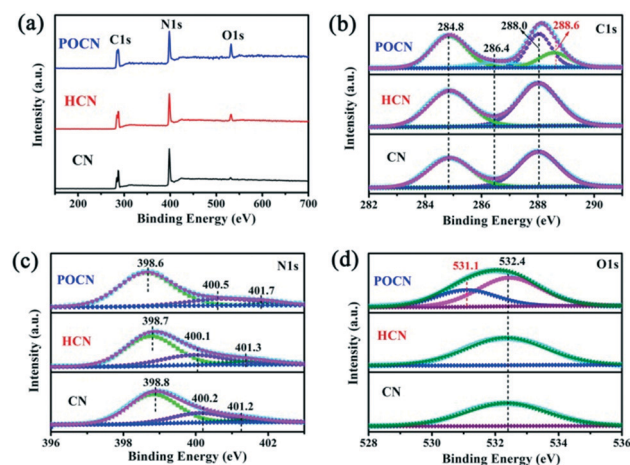 (a)
C1s
N1s
O1s
POCN
HCN
CN
Intensity (a.u.)
150
300
450
600
700
Binding Energy (eV)
(b)
284.8
286.4
288.0
288.6
C1s
POCN
HCN
CN
Intensity (a.u.)
282
284
286
288
290
Binding Energy (eV)
(c)
398.6
400.5
401.7
N1s
POCN
398.7
400.1
401.3
HCN
398.8
400.2
401.2
CN
Intensity (a.u.)
396
398
400
402
Binding Energy (eV)
(d)
531.1
532.4
O1s
POCN
HCN
CN
Intensity (a.u.)
528
530
532
534
536
Binding Energy (eV)